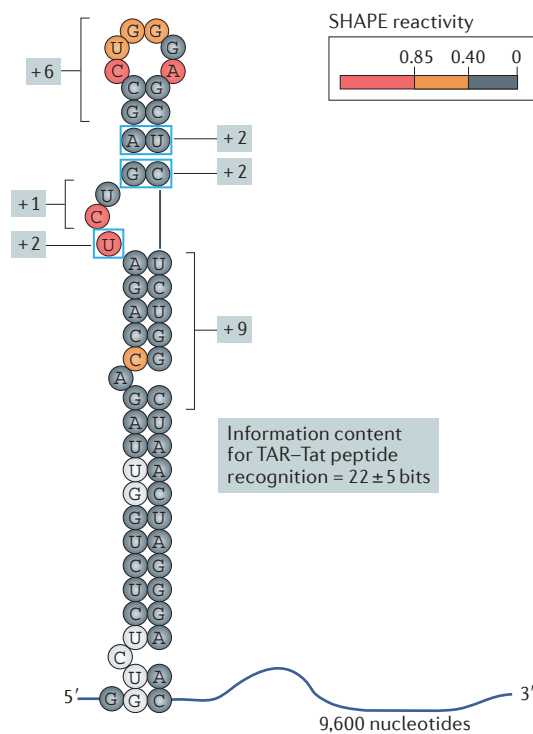 SHAPE reactivity
0.85 0.40 0
G G
U G
C A
+6
C G
G C
A U
+2
G C
+2
U
+1
C
U
+2
A U
G C
A U
C G
+9
C G
A
G C
A U
U A
U A
G C
G U
U A
C G
U G
C G
U A
C
U A
5′ G G C 3′
Information content
for TAR–Tat peptide
recognition = 22 ± 5 bits
9,600 nucleotides